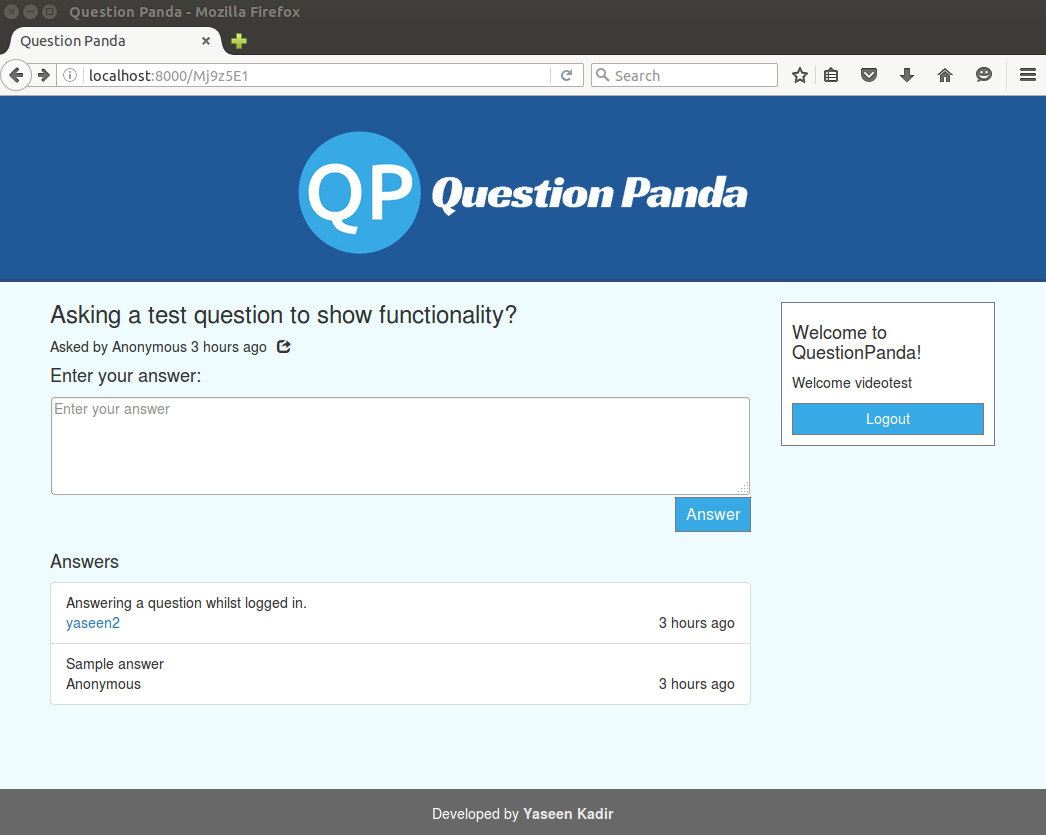 Question Panda - Mozilla Firefox
Question Panda
localhost:8000/Mj9z5E1
Search
QP Question Panda
Asking a test question to show functionality?
Asked by Anonymous 3 hours ago
Enter your answer:
Enter your answer
Answer
Answers
Answering a question whilst logged in.
yaseen2 3 hours ago
Sample answer
Anonymous 3 hours ago
Welcome to
QuestionPanda!
Welcome videotest
Logout
Developed by Yaseen Kadir